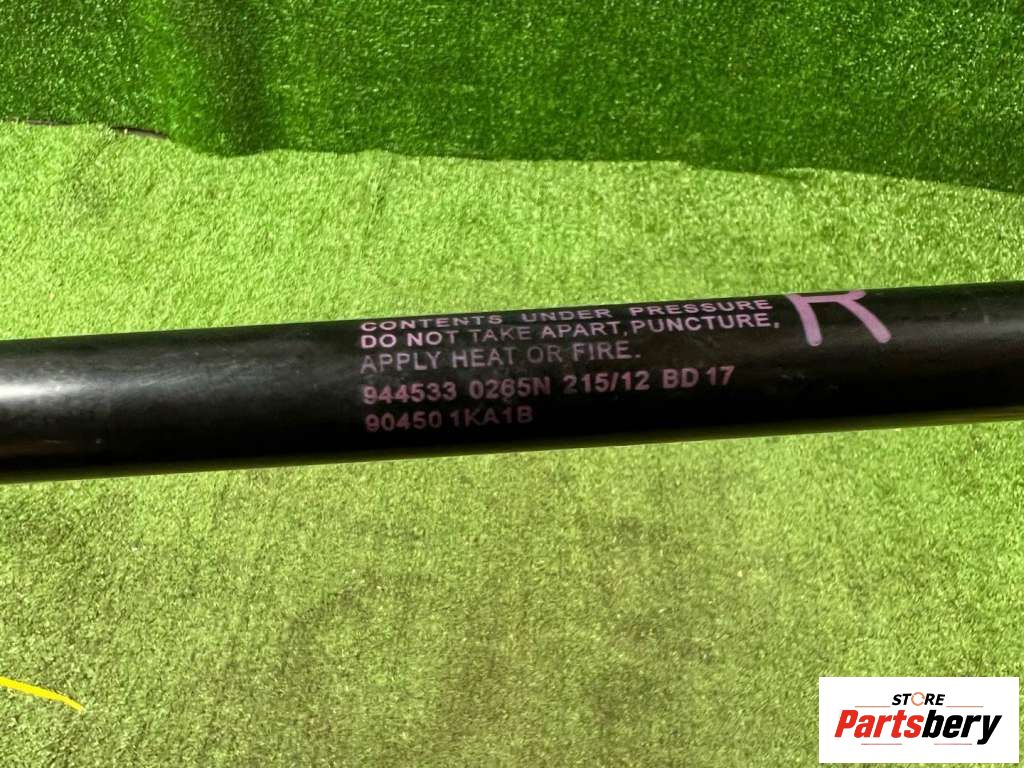 CONTENTS UNDER PRESSURE
DO NOT TAKE APART,PUNCTURE,
APPLY HEAT OR FIRE.
944533 0265N 215/12 BD 17
90450 1KA1B
R
STORE
Partsbery